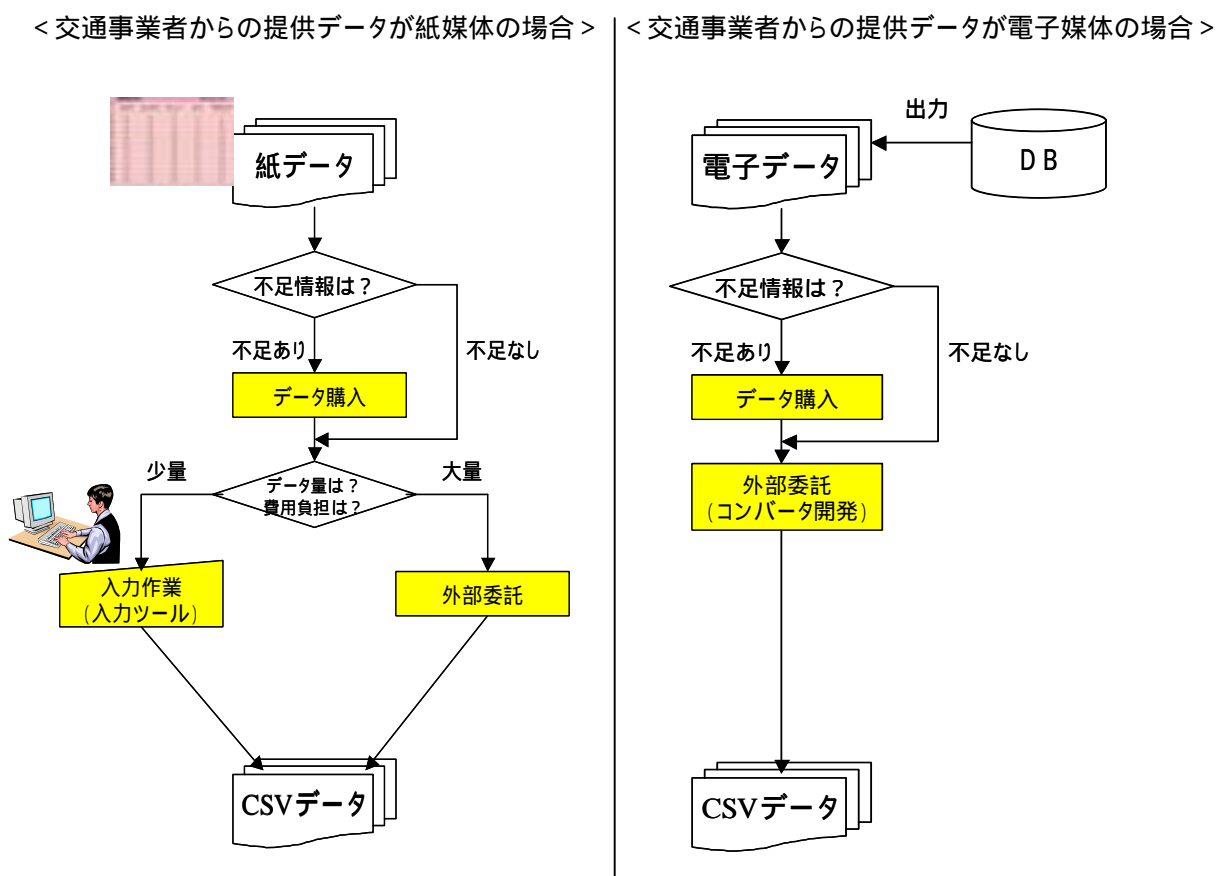 <交通事業者からの提供データが紙媒体の場合>
紙データ
不足情報は?
不足あり
不足なし
データ購入
データ量は?
費用負担は?
少量
大量
入力作業
(入力ツール)
外部委託
CSVデータ
<交通事業者からの提供データが電子媒体の場合>
電子データ
出力
DB
不足情報は?
不足あり
不足なし
データ購入
外部委託
(コンバータ開発)
CSVデータ